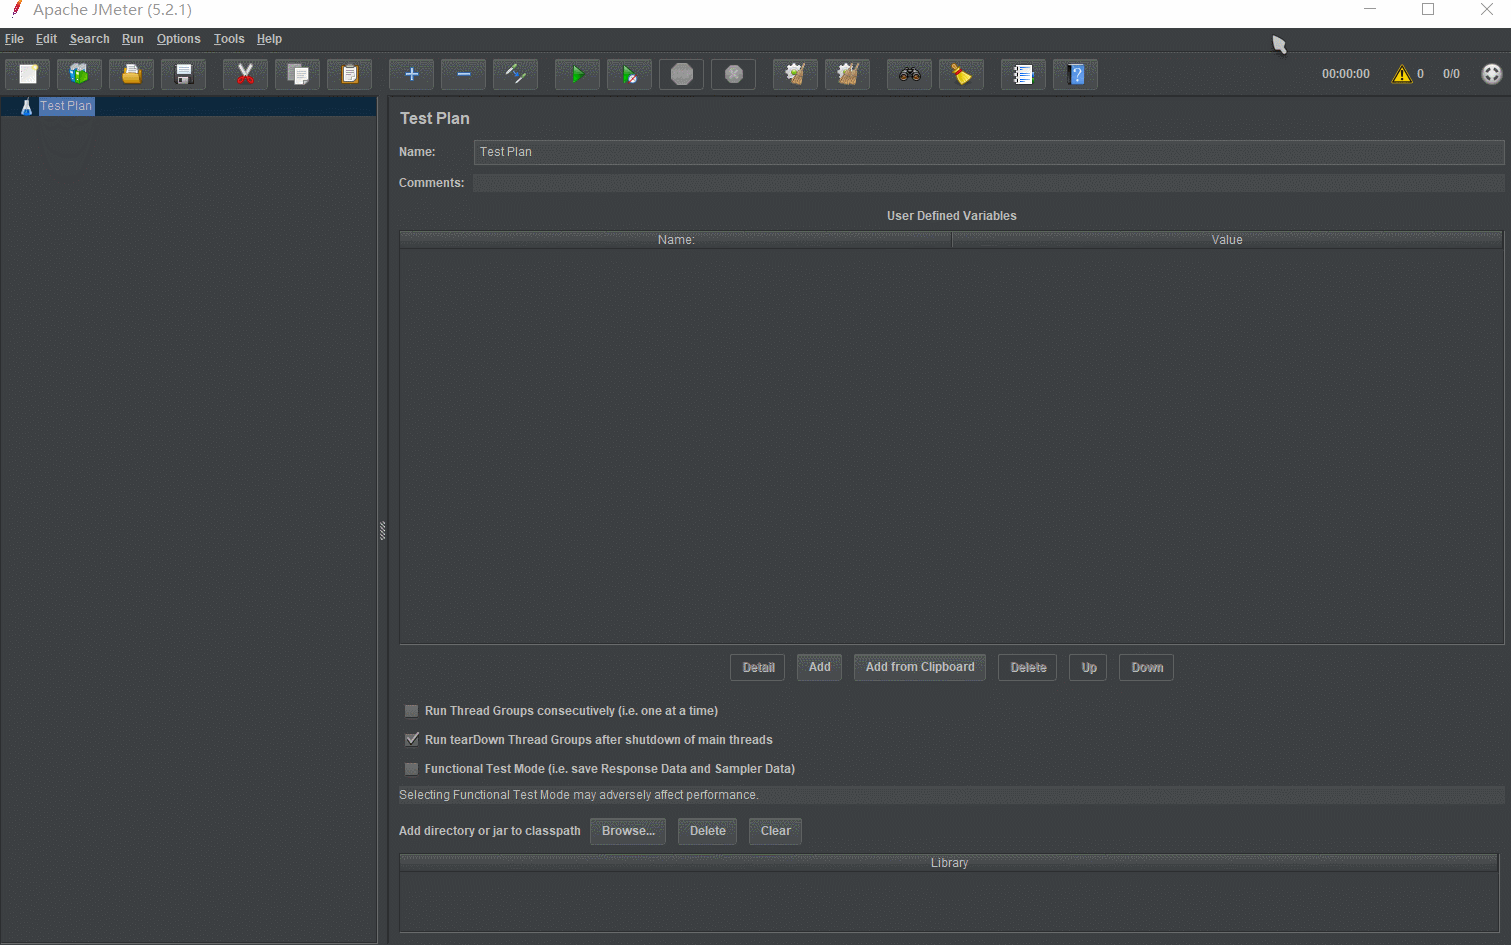 Apache JMeter (5.2.1)
File Edit Search Run Options Tools Help
00:00:00 0 0/0
Test Plan
Test Plan
Name: Test Plan
Comments:
User Defined Variables
Name: Value
Detail Add Add from Clipboard Delete Up Down
Run Thread Groups consecutively (i.e. one at a time)
Run tearDown Thread Groups after shutdown of main threads
Functional Test Mode (i.e. save Response Data and Sampler Data)
Selecting Functional Test Mode may adversely affect performance.
Add directory or jar to classpath Browse... Delete Clear
Library